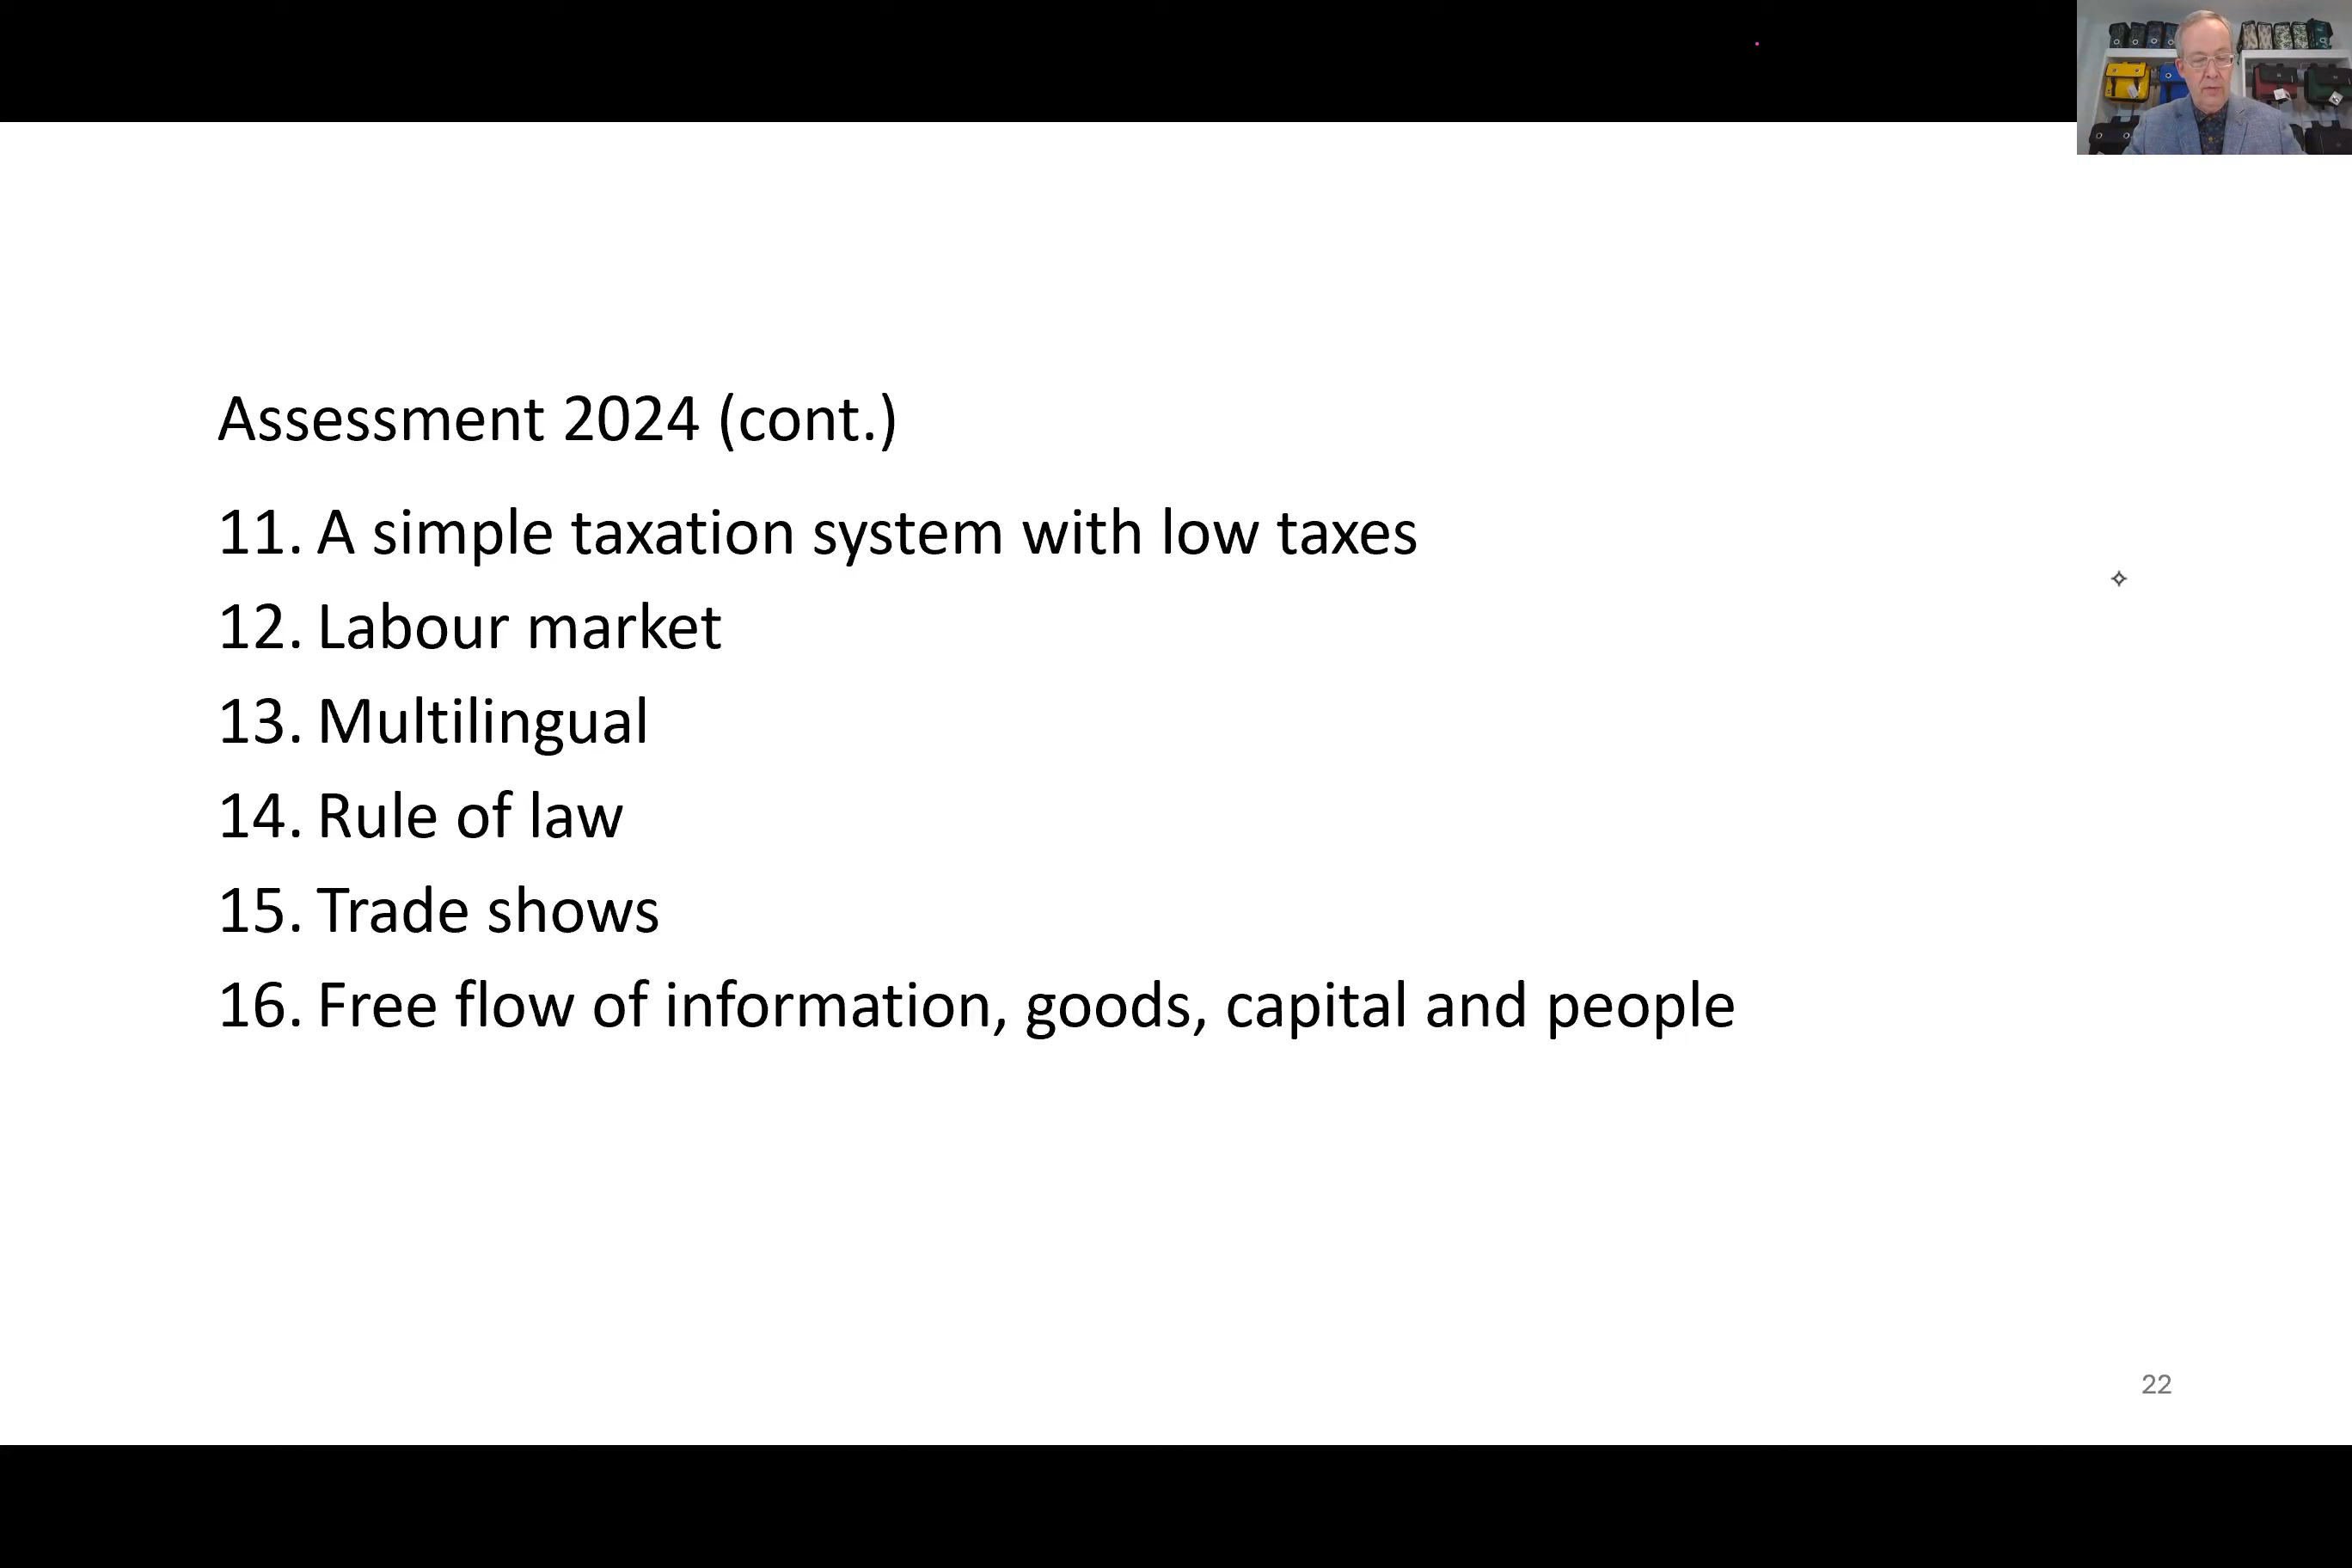 Assessment 2024 (cont.)
11. A simple taxation system with low taxes
12. Labour market
13. Multilingual
14. Rule of law
15. Trade shows
16. Free flow of information, goods, capital and people
22